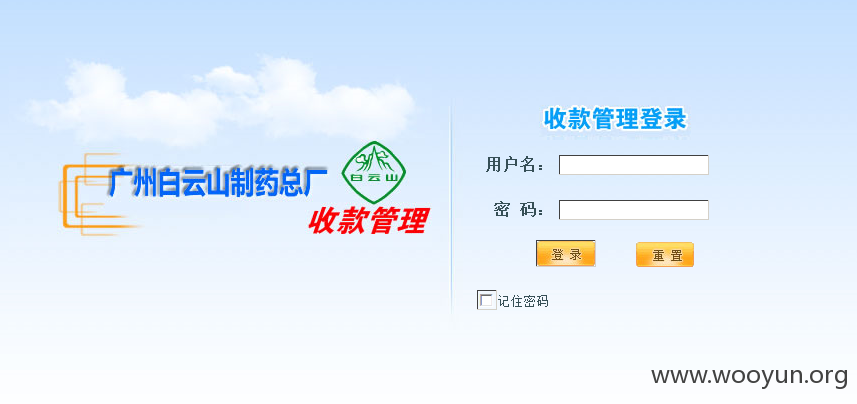 广州白云山制药总厂
白云山
收款管理
收款管理登录
用户名：
密 码：
登 录
重 置
记住密码
www.wooyun.org